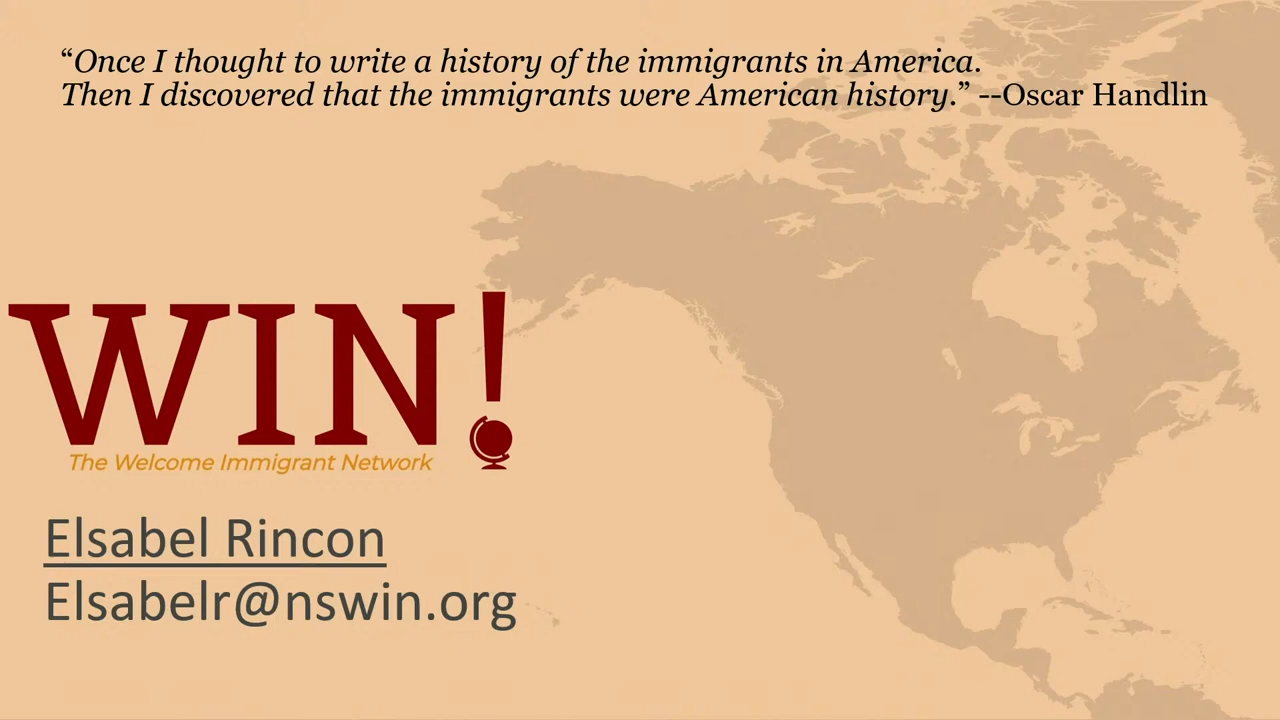 “Once I thought to write a history of the immigrants in America.
Then I discovered that the immigrants were American history.” --Oscar Handlin
WIN!
The Welcome Immigrant Network
Elsabel Rincon
Elsabelr@nswin.org